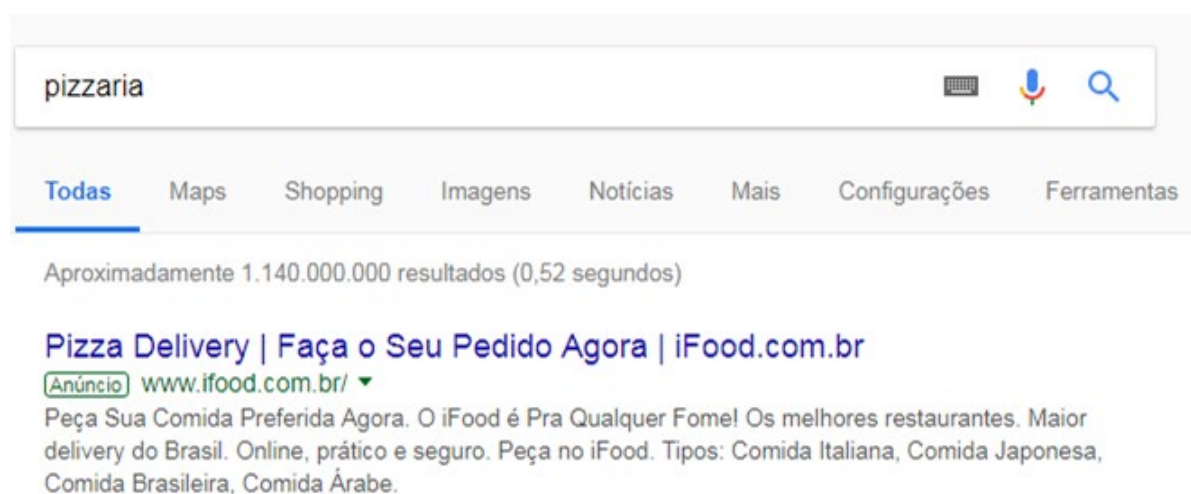 pizzaria
Todas Maps Shopping Imagens Notícias Mais Configurações Ferramentas
Aproximadamente 1.140.000.000 resultados (0,52 segundos)
Pizza Delivery | Faça o Seu Pedido Agora | iFood.com.br
Anúncio www.ifood.com.br/
Peça Sua Comida Preferida Agora. O iFood é Pra Qualquer Fome! Os melhores restaurantes. Maior
delivery do Brasil. Online, prático e seguro. Peça no iFood. Tipos: Comida Italiana, Comida Japonesa,
Comida Brasileira, Comida Árabe.